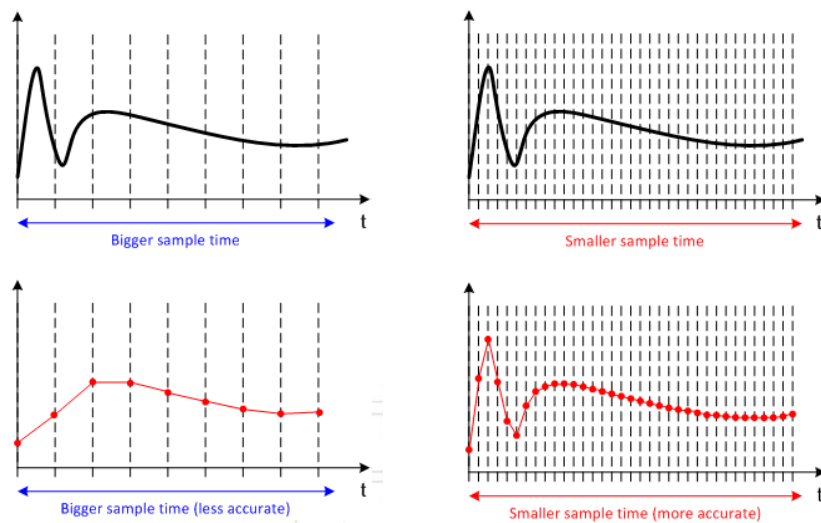 t
Bigger sample time
t
Smaller sample time
t
Bigger sample time (less accurate)
t
Smaller sample time (more accurate)